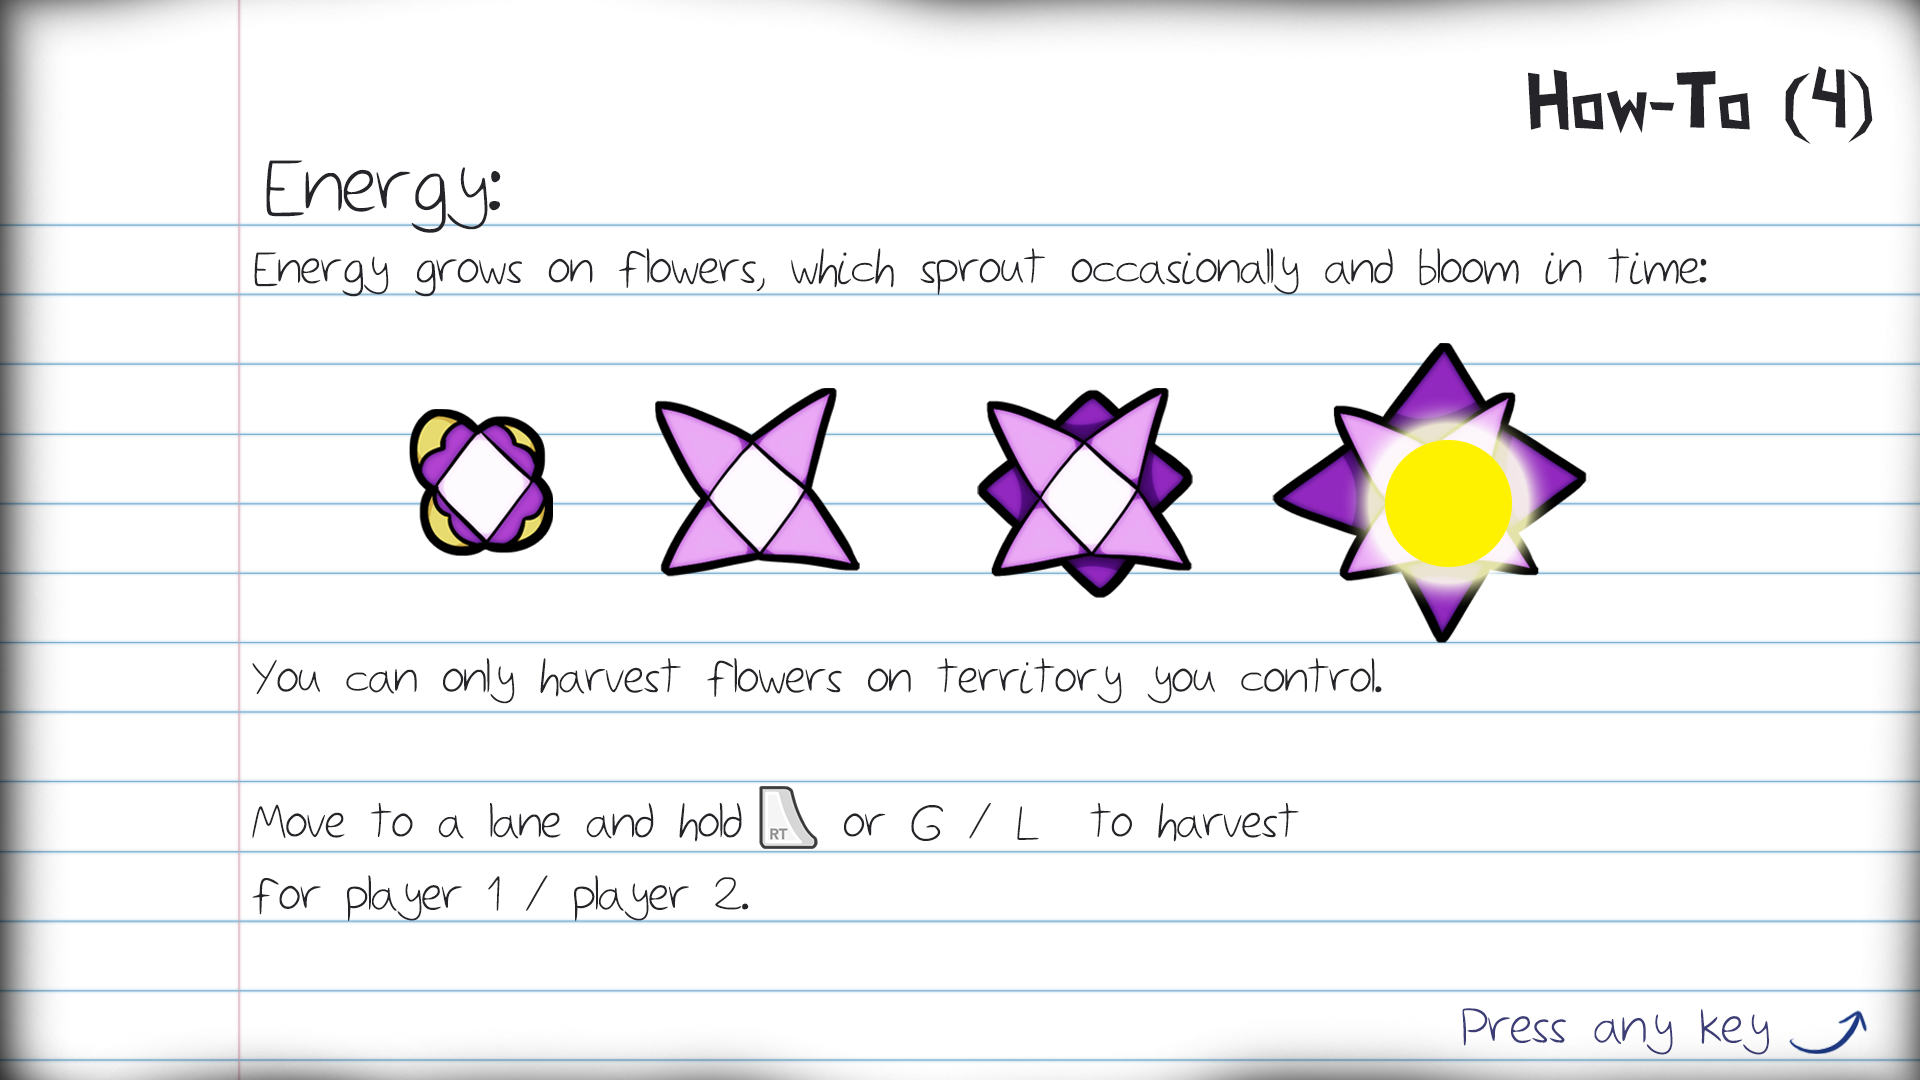 How-To (4)
Energy:
Energy grows on flowers, which sprout occasionally and bloom in time:
You can only harvest flowers on territory you control.
Move to a lane and hold RT or G / L to harvest
for player 1 / player 2.
Press any key